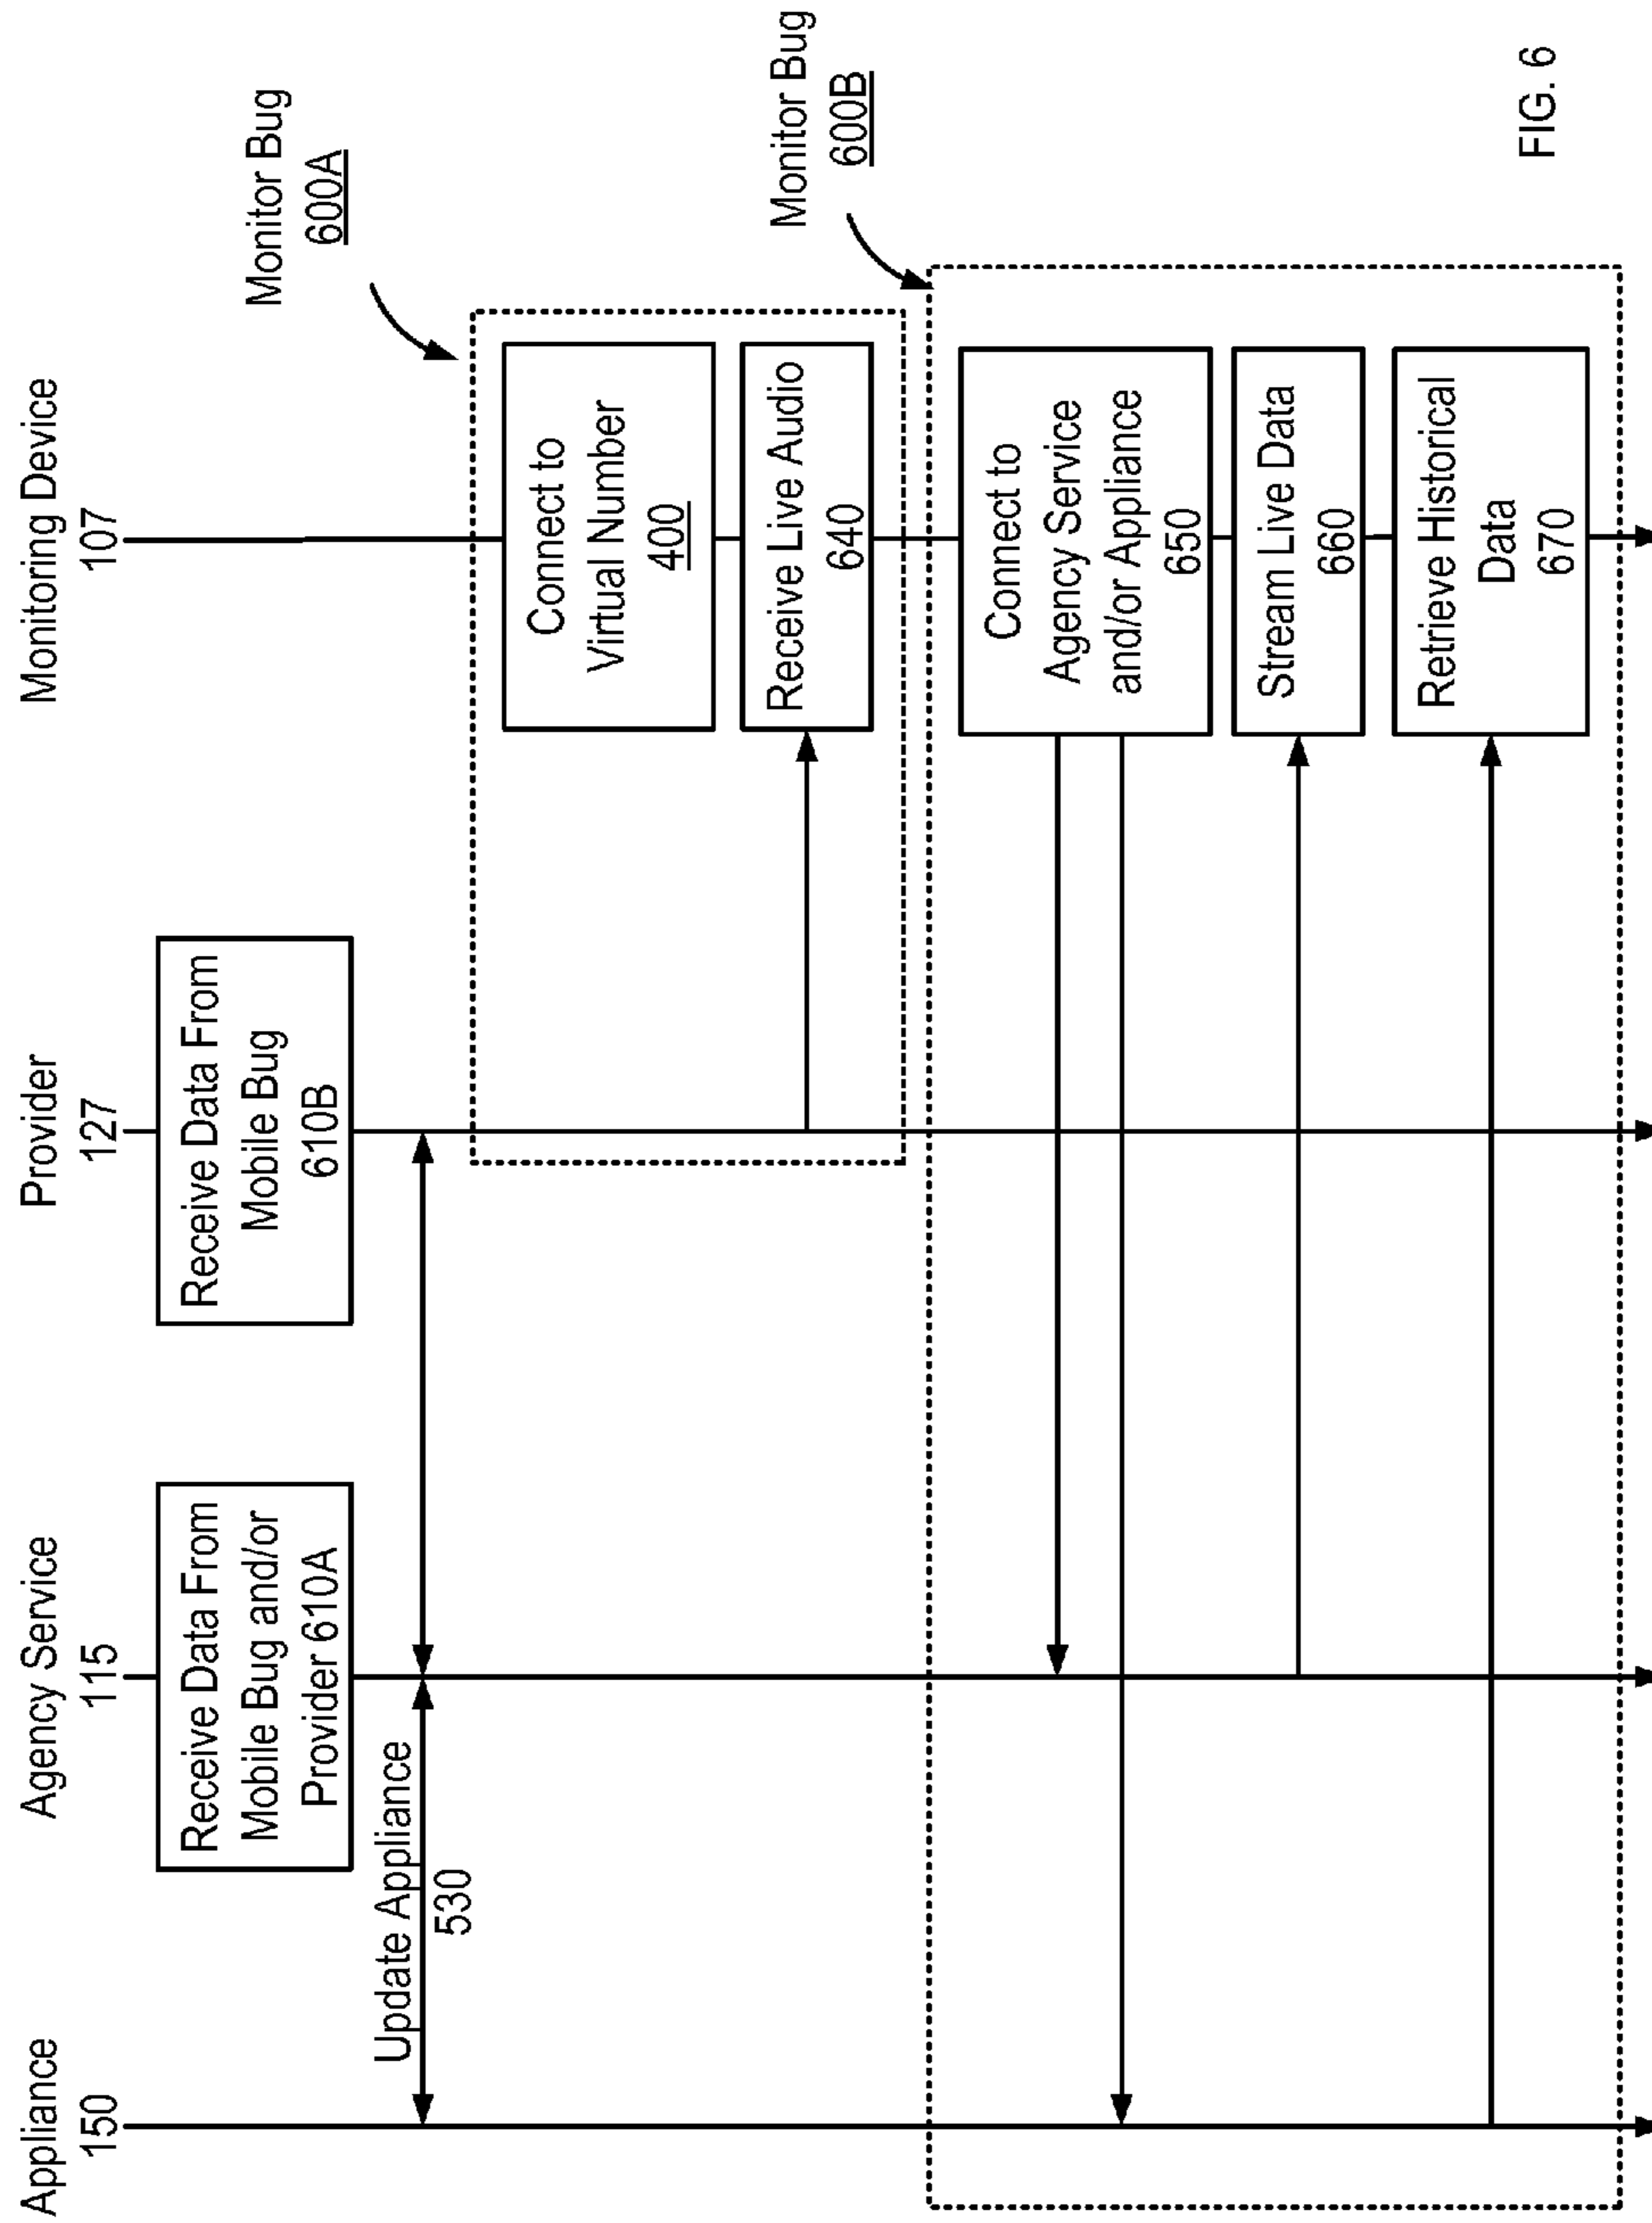 Appliance
150
Agency Service
115
Provider
127
Monitoring Device
107
Receive Data From
Mobile Bug and/or
Provider 610A
Receive Data From
Mobile Bug
610B
Update Appliance
530
Monitor Bug
600A
Connect to
Virtual Number
400
Receive Live Audio
640
Monitor Bug
600B
Connect to
Agency Service
and/or Appliance
650
Stream Live Data
660
Retrieve Historical
Data
670
FIG. 6